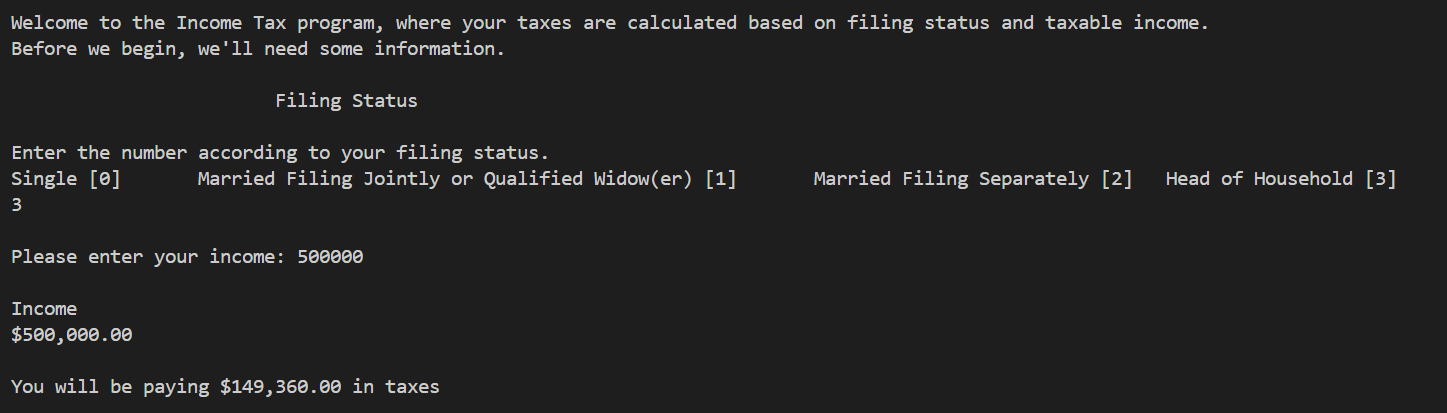 Welcome to the Income Tax program, where your taxes are calculated based on filing status and taxable income.
Before we begin, we'll need some information.
Filing Status
Enter the number according to your filing status.
Single [0] Married Filing Jointly or Qualified Widow(er) [1] Married Filing Separately [2] Head of Household [3]
3
Please enter your income: 500000
Income
$500,000.00
You will be paying $149,360.00 in taxes